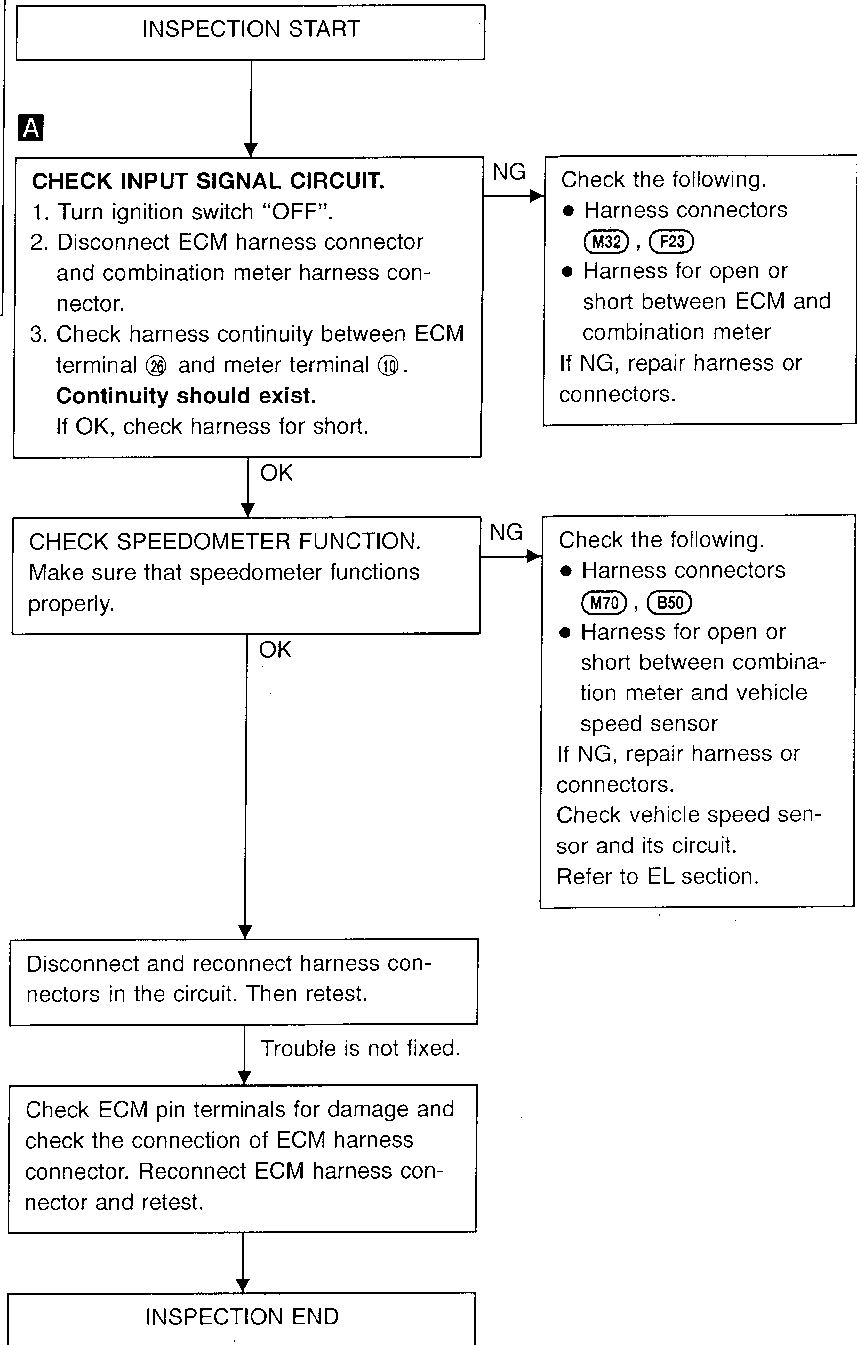 INSPECTION START
A
CHECK INPUT SIGNAL CIRCUIT.
1. Turn ignition switch “OFF”.
2. Disconnect ECM harness connector
and combination meter harness con-
nector.
3. Check harness continuity between ECM
terminal ㉖ and meter terminal ⑩.
Continuity should exist.
If OK, check harness for short.
NG
Check the following.
● Harness connectors
M32 , F23
● Harness for open or
short between ECM and
combination meter
If NG, repair harness or
connectors.
OK
CHECK SPEEDOMETER FUNCTION.
Make sure that speedometer functions
properly.
NG
Check the following.
● Harness connectors
M70 , B50
● Harness for open or
short between combina-
tion meter and vehicle
speed sensor
If NG, repair harness or
connectors.
Check vehicle speed sen-
sor and its circuit.
Refer to EL section.
OK
Disconnect and reconnect harness con-
nectors in the circuit. Then retest.
Trouble is not fixed.
Check ECM pin terminals for damage and
check the connection of ECM harness
connector. Reconnect ECM harness con-
nector and retest.
INSPECTION END